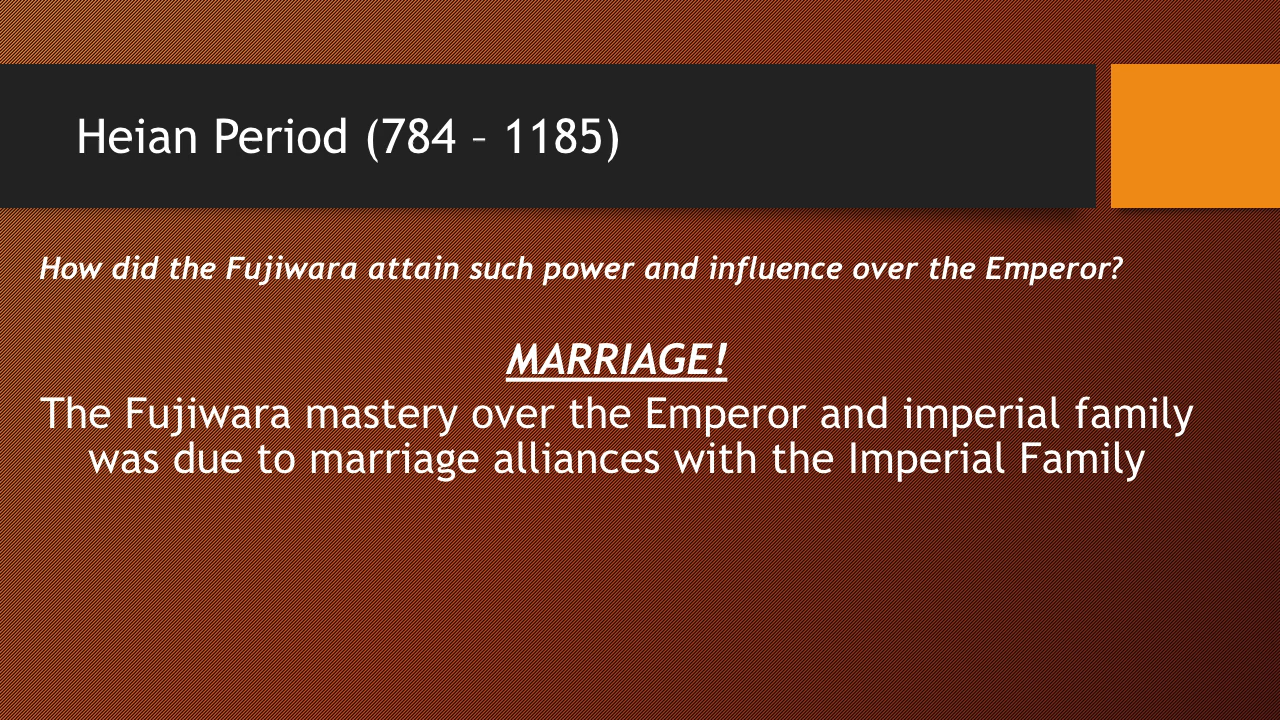 Heian Period (784 – 1185)
How did the Fujiwara attain such power and influence over the Emperor?
MARRIAGE!
The Fujiwara mastery over the Emperor and imperial family
was due to marriage alliances with the Imperial Family